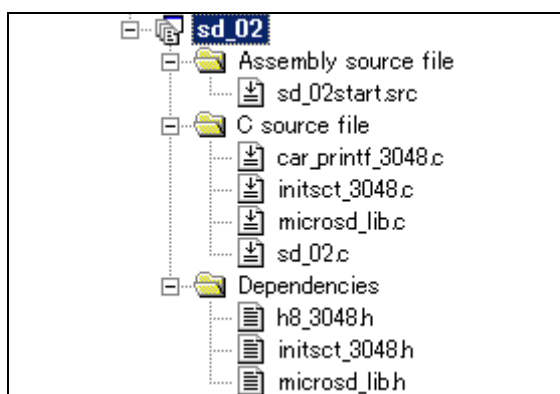 sd_02
Assembly source file
sd_02start.src
C source file
car_printf_3048.c
initsct_3048.c
microsd_lib.c
sd_02.c
Dependencies
h8_3048.h
initsct_3048.h
microsd_lib.h